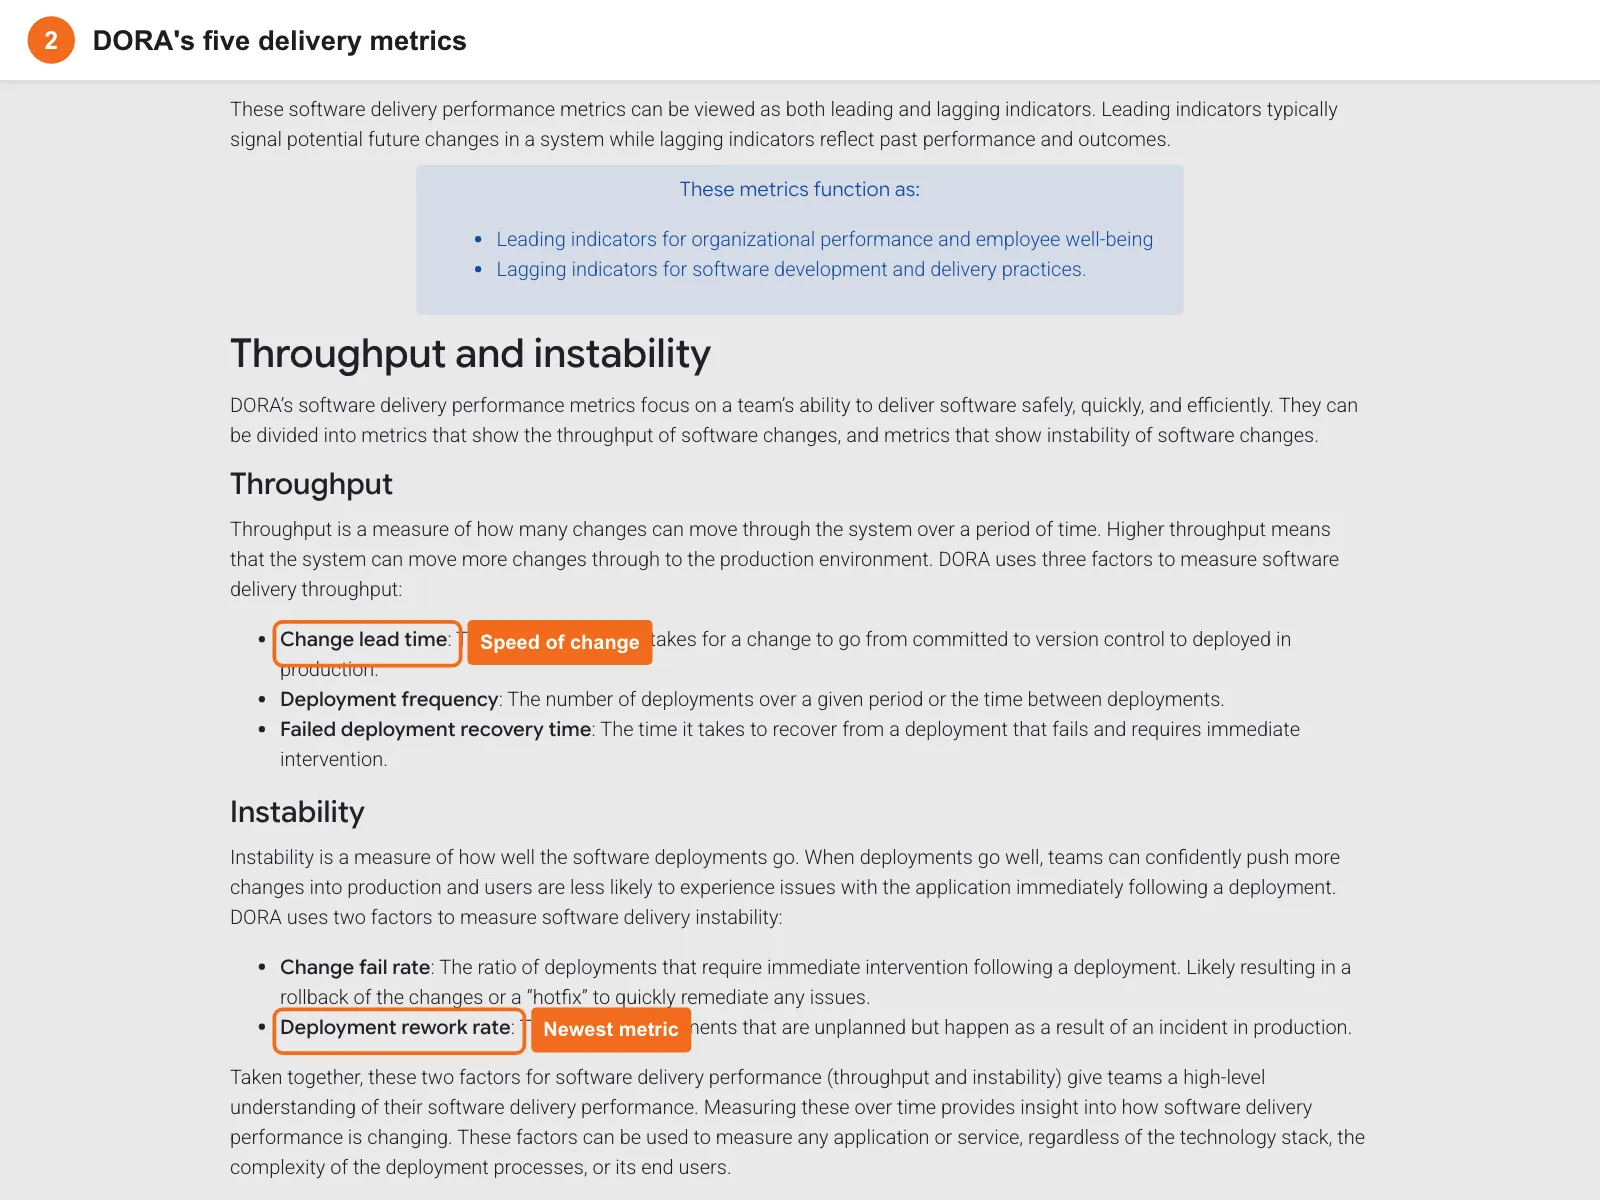 2
DORA's five delivery metrics
These software delivery performance metrics can be viewed as both leading and lagging indicators. Leading indicators typically
signal potential future changes in a system while lagging indicators reflect past performance and outcomes.
These metrics function as:
• Leading indicators for organizational performance and employee well-being
• Lagging indicators for software development and delivery practices.
Throughput and instability
DORA’s software delivery performance metrics focus on a team’s ability to deliver software safely, quickly, and efficiently. They can
be divided into metrics that show the throughput of software changes, and metrics that show instability of software changes.
Throughput
Throughput is a measure of how many changes can move through the system over a period of time. Higher throughput means
that the system can move more changes through to the production environment. DORA uses three factors to measure software
delivery throughput:
• Change lead time: Speed of change takes for a change to go from committed to version control to deployed in
production.
• Deployment frequency: The number of deployments over a given period or the time between deployments.
• Failed deployment recovery time: The time it takes to recover from a deployment that fails and requires immediate
intervention.
Instability
Instability is a measure of how well the software deployments go. When deployments go well, teams can confidently push more
changes into production and users are less likely to experience issues with the application immediately following a deployment.
DORA uses two factors to measure software delivery instability:
• Change fail rate: The ratio of deployments that require immediate intervention following a deployment. Likely resulting in a
rollback of the changes or a “hotfix” to quickly remediate any issues.
• Deployment rework rate: Newest metric that are unplanned but happen as a result of an incident in production.
Taken together, these two factors for software delivery performance (throughput and instability) give teams a high-level
understanding of their software delivery performance. Measuring these over time provides insight into how software delivery
performance is changing. These factors can be used to measure any application or service, regardless of the technology stack, the
complexity of the deployment processes, or its end users.